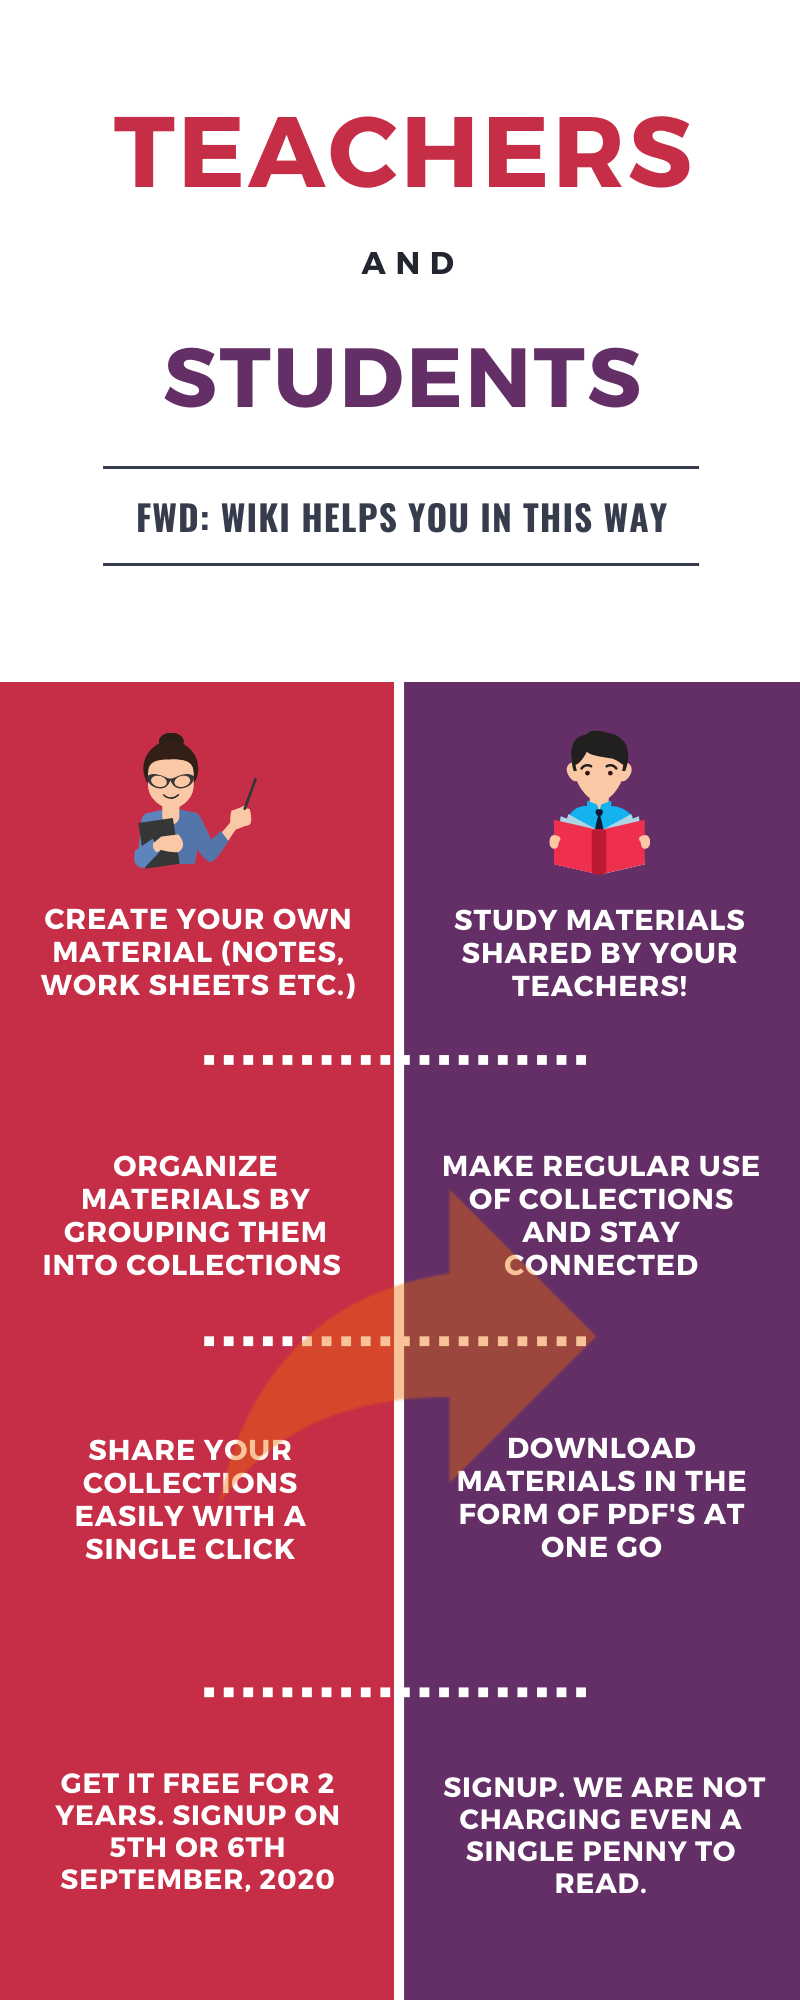 TEACHERS
AND
STUDENTS
FWD: WIKI HELPS YOU IN THIS WAY
CREATE YOUR OWN
MATERIAL (NOTES,
WORK SHEETS ETC.)
STUDY MATERIALS
SHARED BY YOUR
TEACHERS!
ORGANIZE
MATERIALS BY
GROUPING THEM
INTO COLLECTIONS
MAKE REGULAR USE
OF COLLECTIONS
AND STAY
CONNECTED
SHARE YOUR
COLLECTIONS
EASILY WITH A
SINGLE CLICK
DOWNLOAD
MATERIALS IN THE
FORM OF PDF'S AT
ONE GO
GET IT FREE FOR 2
YEARS. SIGNUP ON
5TH OR 6TH
SEPTEMBER, 2020
SIGNUP. WE ARE NOT
CHARGING EVEN A
SINGLE PENNY TO
READ.